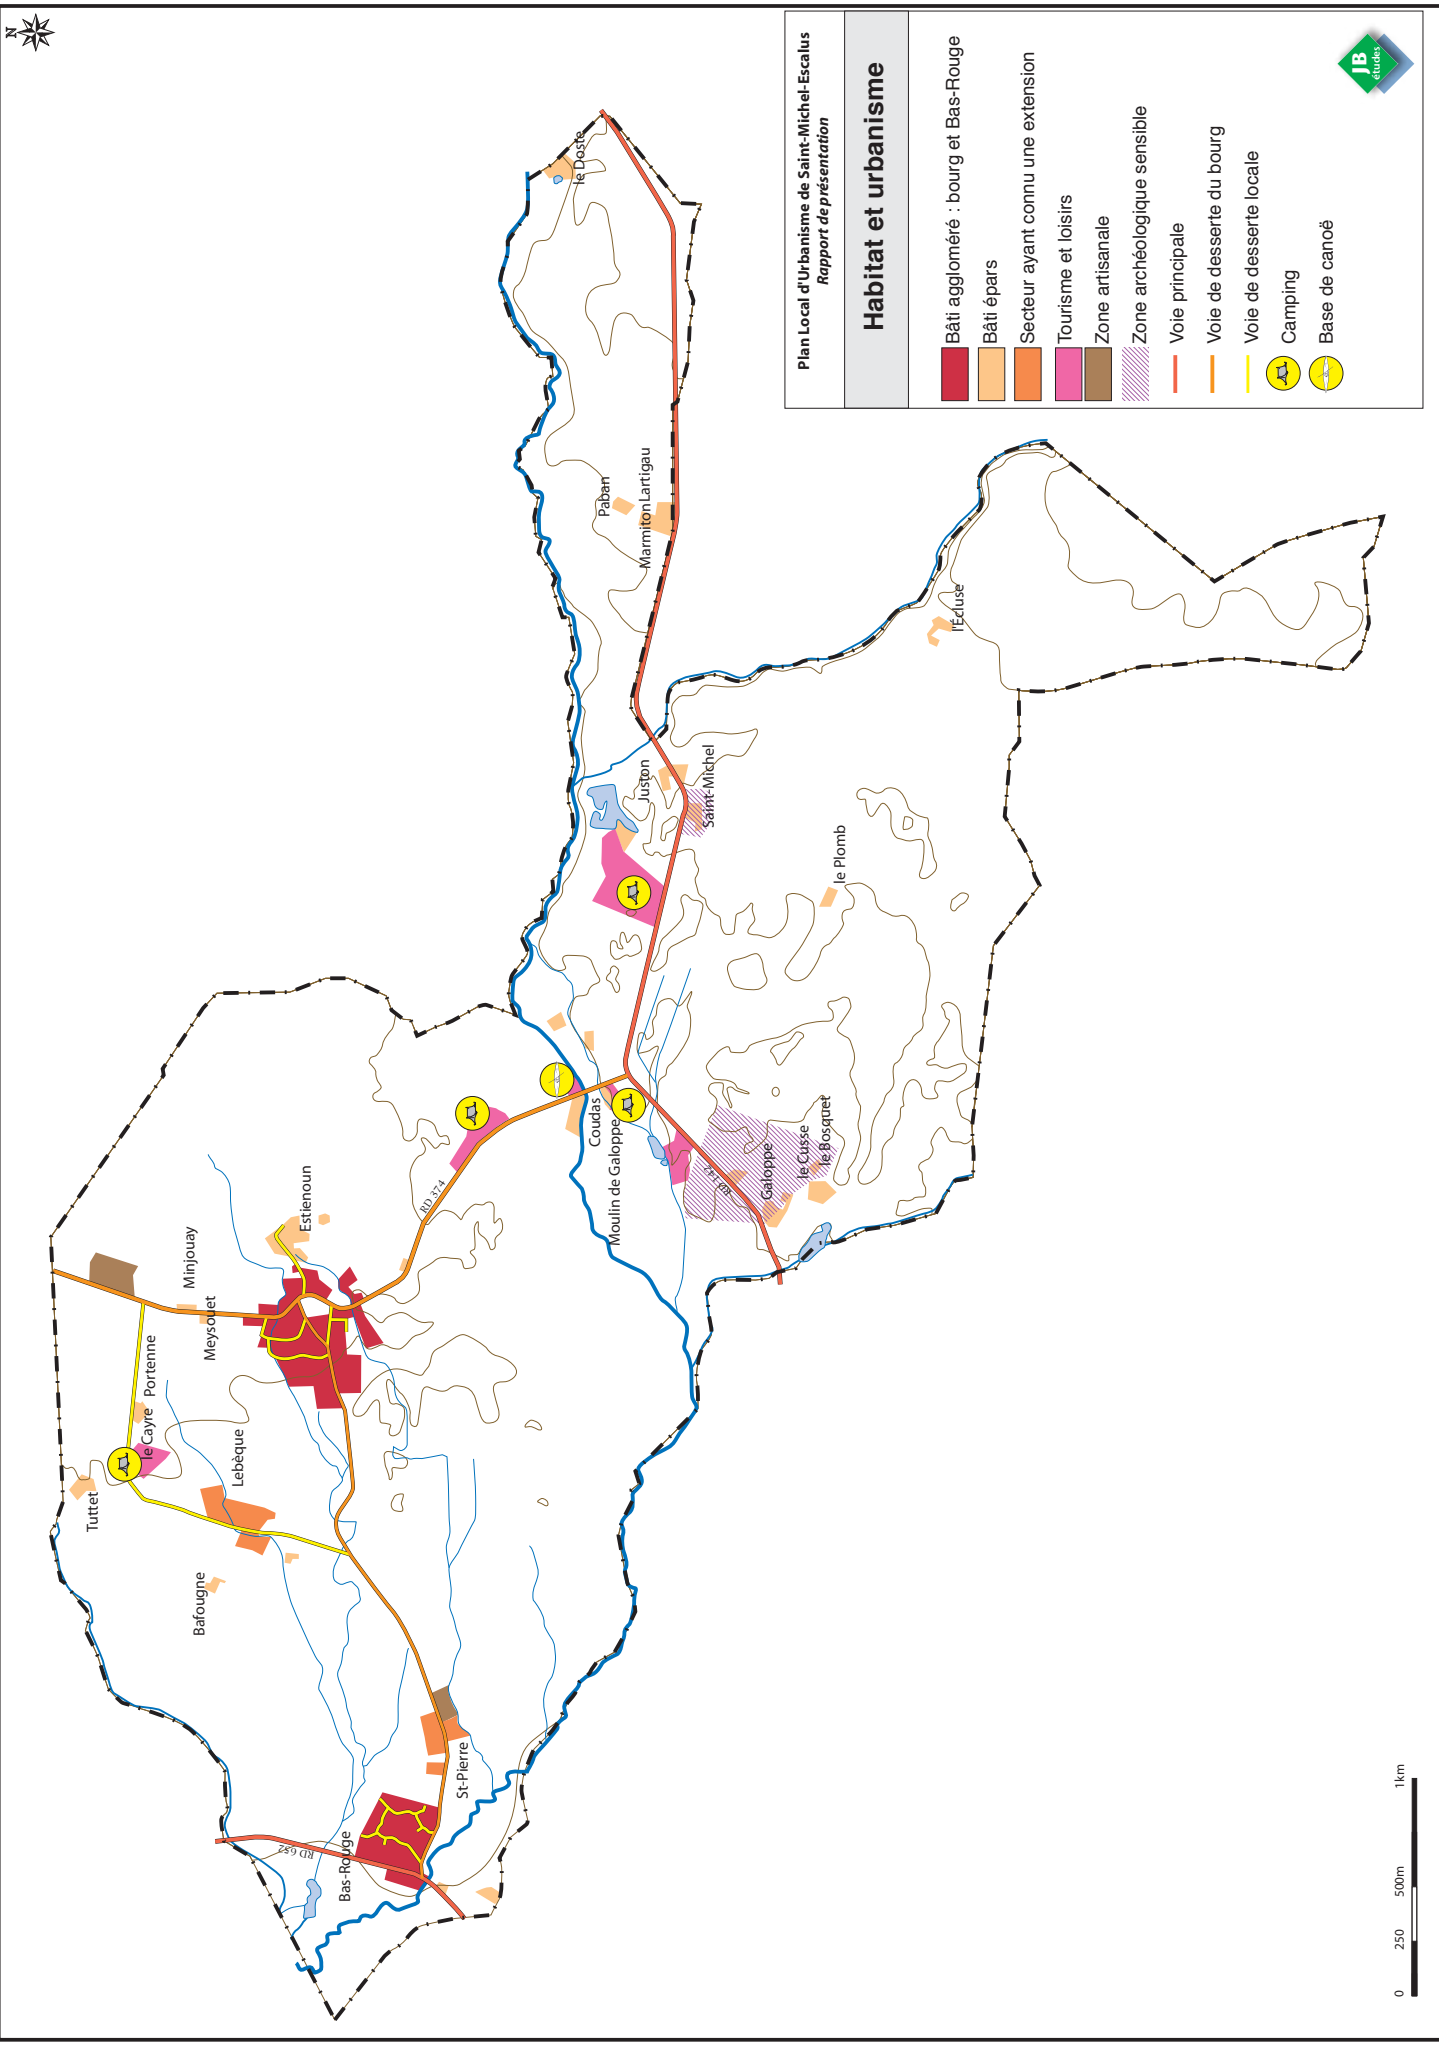 N
Plan Local d'Urbanisme de Saint-Michel-Escalus
Rapport de présentation
Habitat et urbanisme
Bâti aggloméré : bourg et Bas-Rouge
Bâti épars
Secteur ayant connu une extension
Tourisme et loisirs
Zone artisanale
Zone archéologique sensible
Voie principale
Voie de desserte du bourg
Voie de desserte locale
Camping
Base de canoë
JB
études
Tuttet
le Cayre
Portenne
Minjouay
Meysouet
Lebèque
Bafougne
Estienoun
RD 374
Bas-Rouge
RD 652
St-Pierre
Coudas
Moulin de Galoppe
RD 142
Galoppe
le Cusse
le Bosquet
le Plomb
Juston
Saint-Michel
Paban
Marmiton
Lartigau
le Doste
l'Écluse
0
250
500m
1km